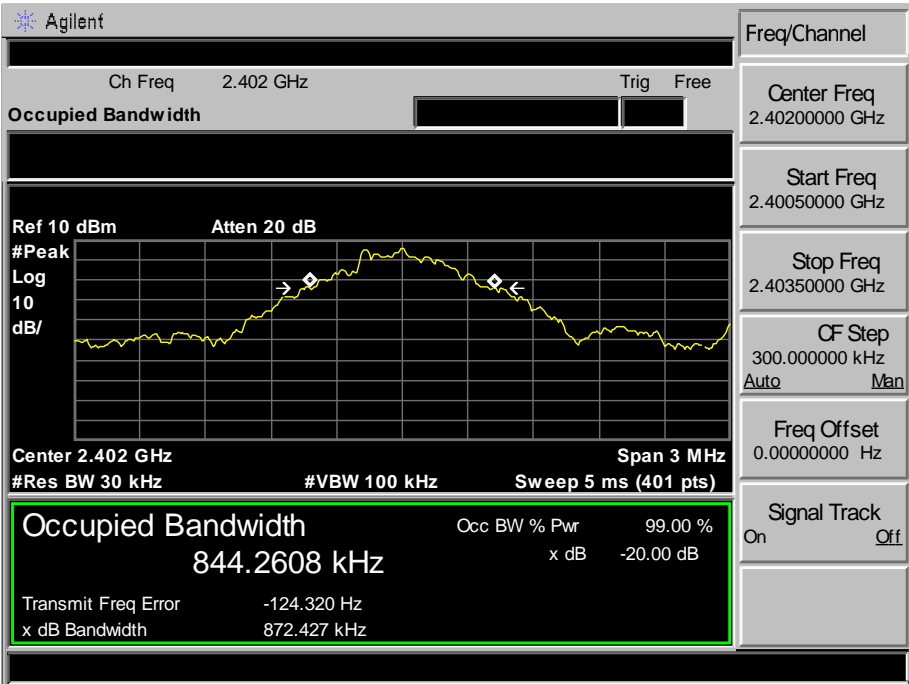 Agilent
Freq/Channel
Ch Freq 2.402 GHz Trig Free
Occupied Bandwidth
Center Freq
2.40200000 GHz
Start Freq
2.40050000 GHz
Stop Freq
2.40350000 GHz
CF Step
300.000000 kHz
Auto Man
Freq Offset
0.00000000 Hz
Signal Track
On Off
Ref 10 dBm Atten 20 dB
#Peak
Log
10
dB/
Center 2.402 GHz Span 3 MHz
#Res BW 30 kHz #VBW 100 kHz Sweep 5 ms (401 pts)
Occupied Bandwidth
844.2608 kHz
Occ BW % Pwr 99.00 %
x dB -20.00 dB
Transmit Freq Error -124.320 Hz
x dB Bandwidth 872.427 kHz